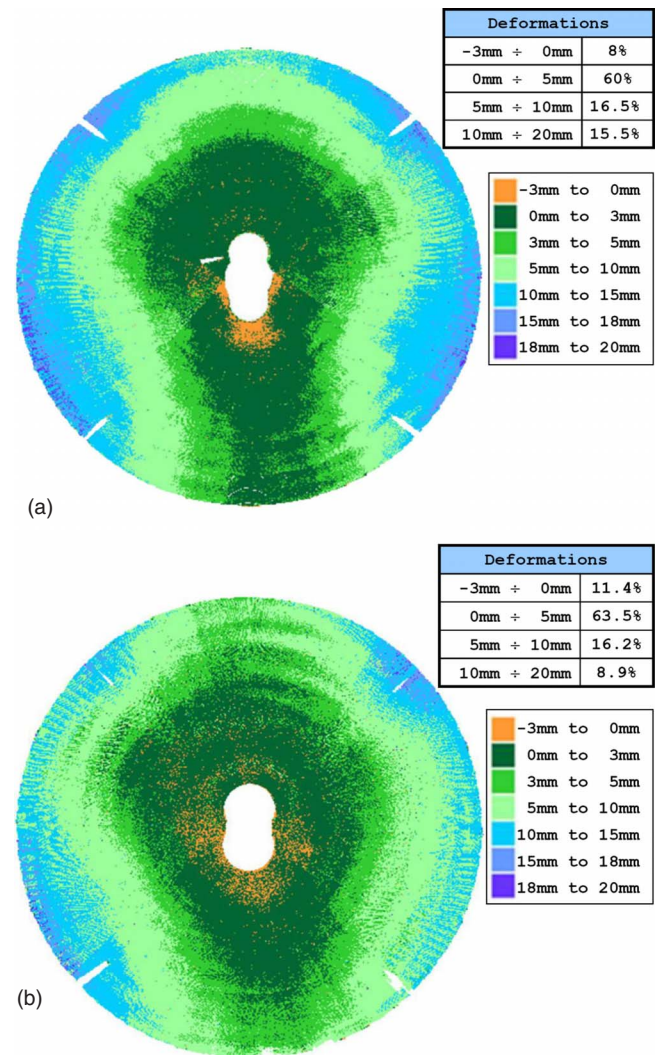 Deformations
-3mm ÷ 0mm 8%
0mm ÷ 5mm 60%
5mm ÷ 10mm 16.5%
10mm ÷ 20mm 15.5%
-3mm to 0mm
0mm to 3mm
3mm to 5mm
5mm to 10mm
10mm to 15mm
15mm to 18mm
18mm to 20mm
(a)
Deformations
-3mm ÷ 0mm 11.4%
0mm ÷ 5mm 63.5%
5mm ÷ 10mm 16.2%
10mm ÷ 20mm 8.9%
-3mm to 0mm
0mm to 3mm
3mm to 5mm
5mm to 10mm
10mm to 15mm
15mm to 18mm
18mm to 20mm
(b)